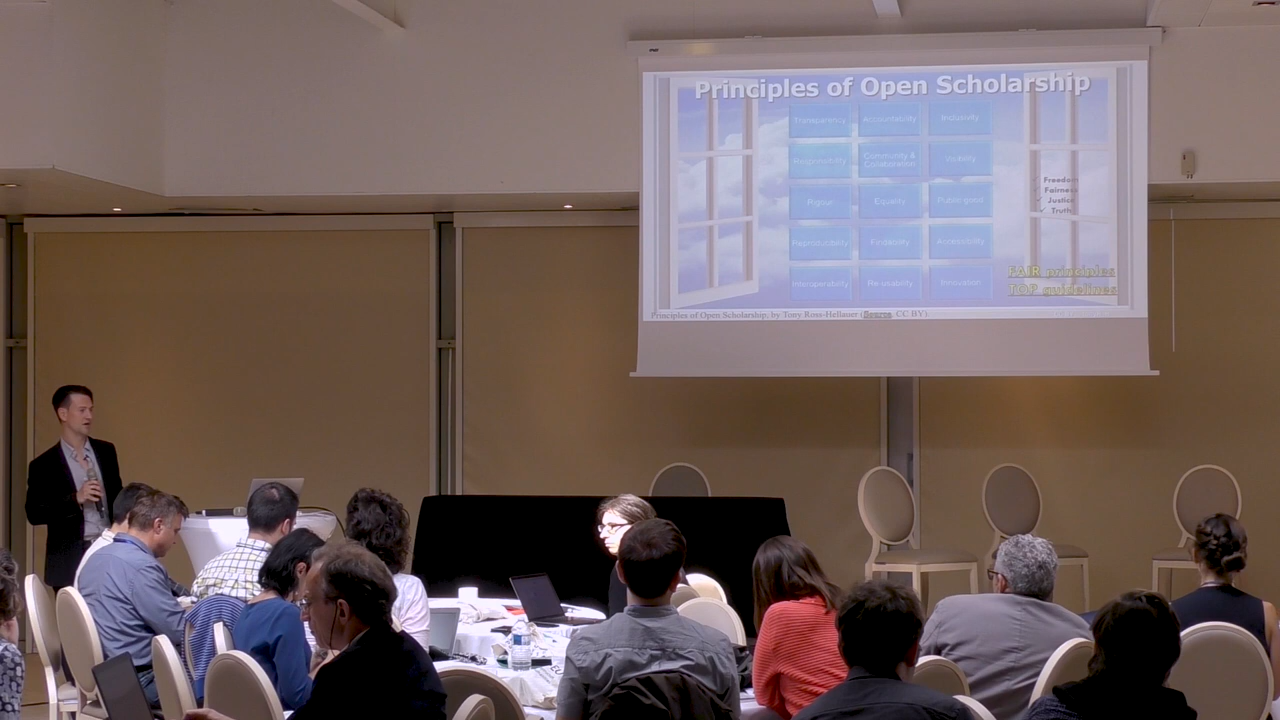 Principles of Open Scholarship
Transparency Accountability Inclusivity
Responsibility Community & Collaboration Visibility
Rigour Equality Public good
Reproducibility Findability Accessibility
Interoperability Re-usability Innovation
✓ Freedom
✓ Fairness
✓ Justice
✓ Truth
FAIR principles
TOP guidelines
Principles of Open Scholarship, by Tony Ross-Hellauer (Source, CC BY).